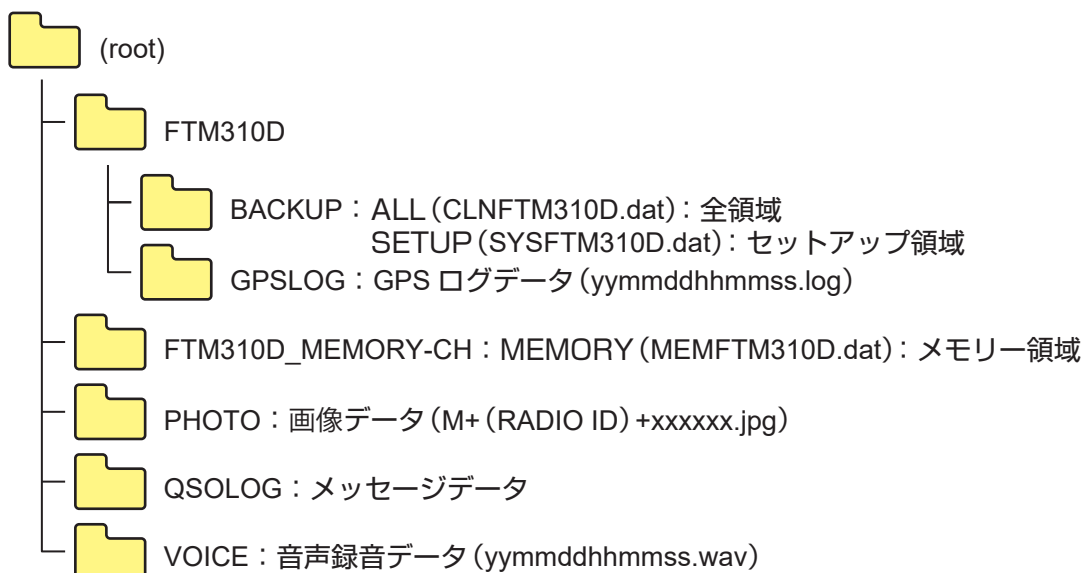 (root)
FTM310D
BACKUP：ALL（CLNFTM310D.dat）：全領域
SETUP（SYSFTM310D.dat）：セットアップ領域
GPSLOG：GPS ログデータ（yymmddhhmmss.log）
FTM310D_MEMORY-CH：MEMORY（MEMFTM310D.dat）：メモリー領域
PHOTO：画像データ（M+（RADIO ID）+xxxxxx.jpg）
QSOLOG：メッセージデータ
VOICE：音声録音データ（yymmddhhmmss.wav）